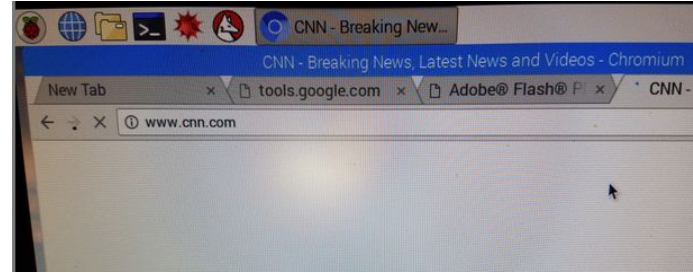 CNN - Breaking New...
CNN - Breaking News, Latest News and Videos - Chromium
New Tab × tools.google.com × Adobe® Flash® Pl × CNN -
www.cnn.com